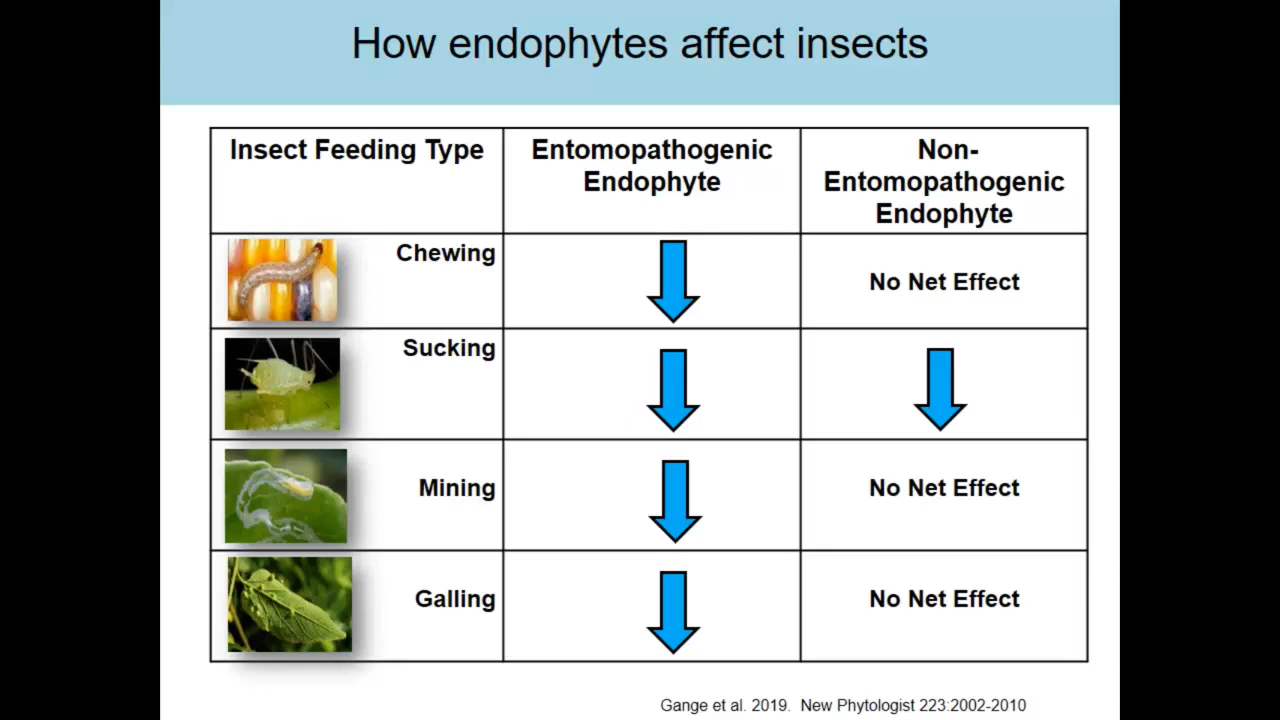 How endophytes affect insects
Insect Feeding Type
Entomopathogenic
Endophyte
Non-
Entomopathogenic
Endophyte
Chewing
No Net Effect
Sucking
Mining
No Net Effect
Galling
No Net Effect
Gange et al. 2019. New Phytologist 223:2002-2010